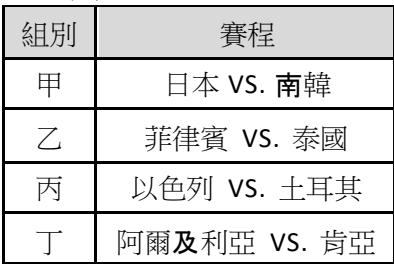 組別 賽程
甲 日本 VS. 南韓
乙 菲律賓 VS. 泰國
丙 以色列 VS. 土耳其
丁 阿爾及利亞 VS. 肯亞